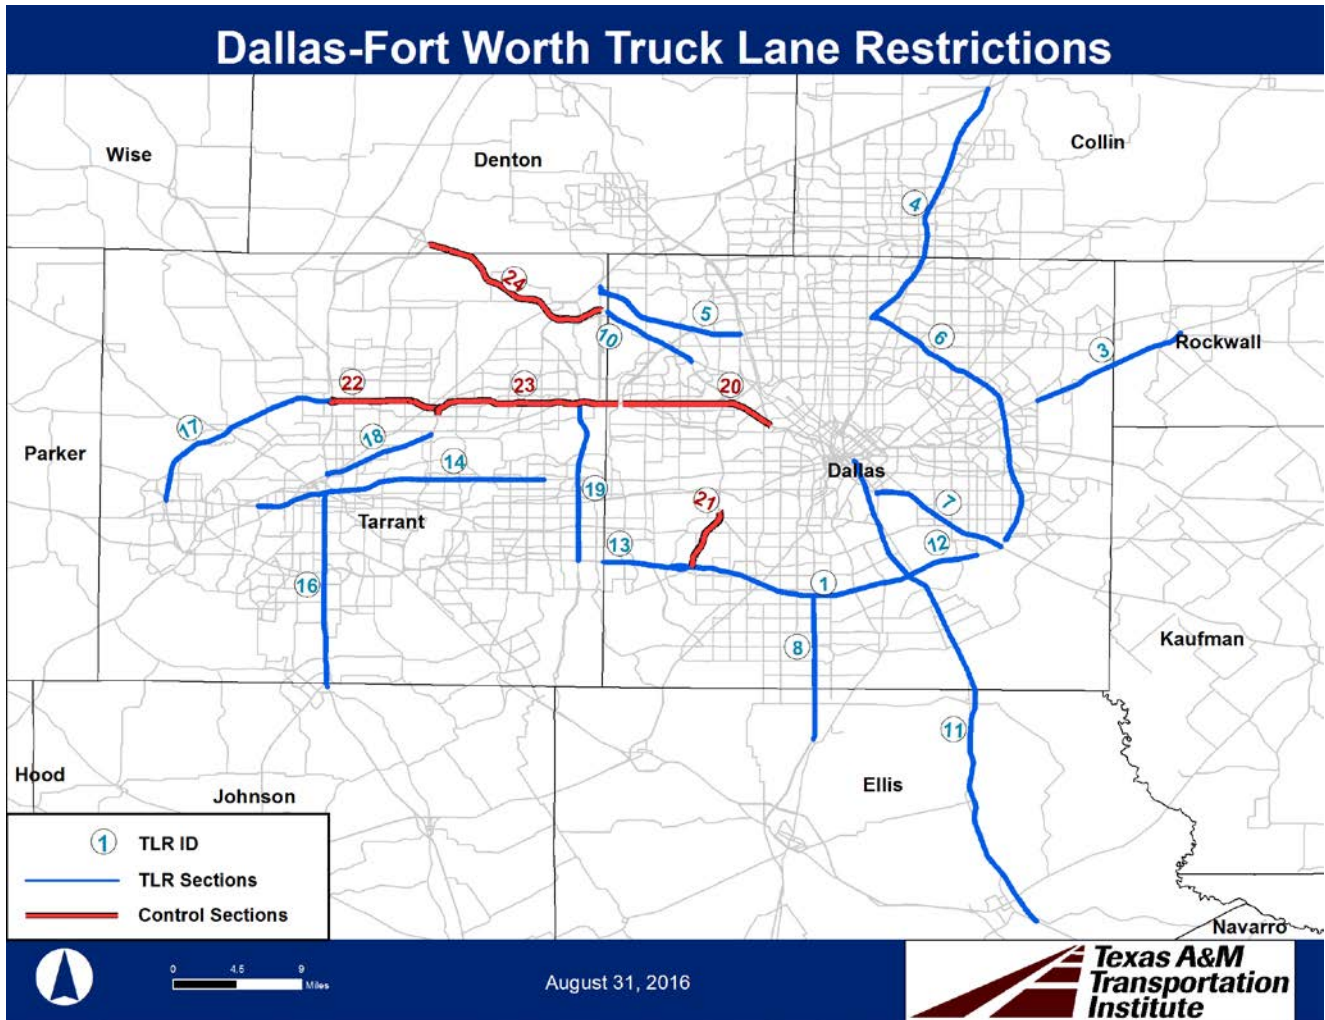 Dallas-Fort Worth Truck Lane Restrictions
Wise
Denton
Collin
4
24
5
10
6
3
Rockwall
22
23
20
17
18
14
Parker
Tarrant
19
21
Dallas
7
12
13
16
1
8
Kaufman
11
Hood
Johnson
Ellis
Navarro
1 TLR ID
TLR Sections
Control Sections
0 4.5 9
Miles
August 31, 2016
Texas A&M
Transportation
Institute